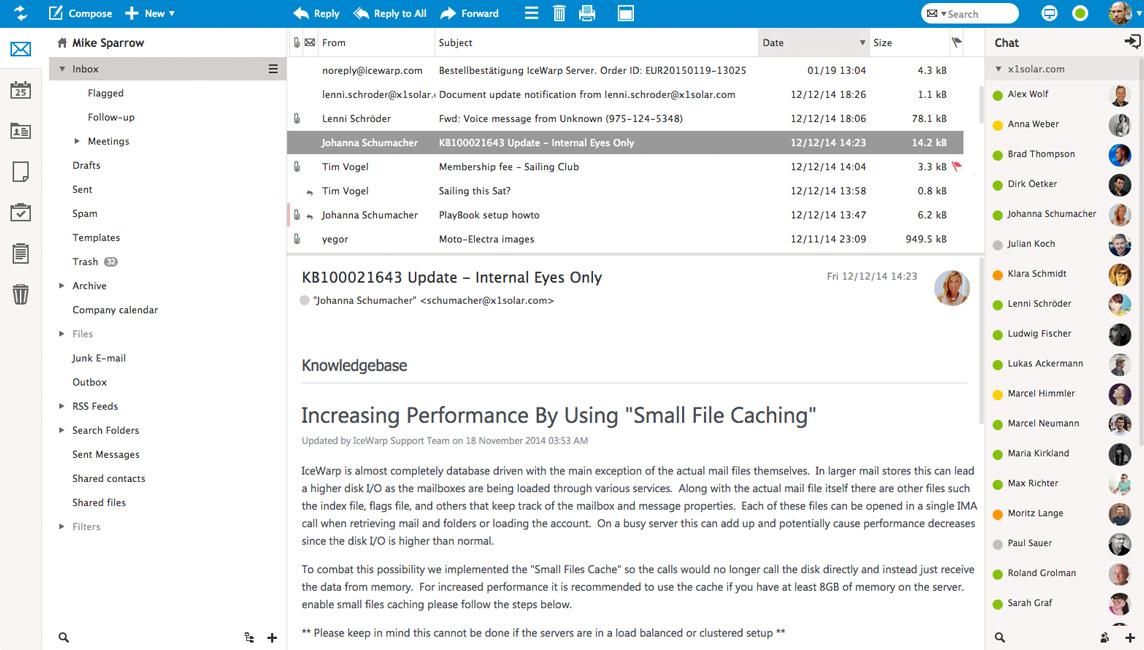 Compose New Reply Reply to All Forward Search
Mike Sparrow
Inbox
Flagged
Follow-up
Meetings
Drafts
Sent
Spam
Templates
Trash 32
Archive
Company calendar
Files
Junk E-mail
Outbox
RSS Feeds
Search Folders
Sent Messages
Shared contacts
Shared files
Filters
25
From Subject Date Size
noreply@icewarp.com Bestellbestätigung IceWarp Server. Order ID: EUR20150119-13025 01/19 13:04 4.3 kB
lenni.schroder@x1solar. Document update notification from lenni.schroder@x1solar.com 12/12/14 18:26 1.1 kB
Lenni Schröder Fwd: Voice message from Unknown (975-124-5348) 12/12/14 18:06 78.1 kB
Johanna Schumacher KB100021643 Update – Internal Eyes Only 12/12/14 14:23 14.2 kB
Tim Vogel Membership fee – Sailing Club 12/12/14 14:04 3.3 kB
Tim Vogel Sailing this Sat? 12/12/14 13:58 0.8 kB
Johanna Schumacher PlayBook setup howto 12/12/14 13:47 6.2 kB
yegor Moto-Electra images 12/11/14 23:09 949.5 kB
KB100021643 Update – Internal Eyes Only Fri 12/12/14 14:23
"Johanna Schumacher" <schumacher@x1solar.com>
Knowledgebase
Increasing Performance By Using "Small File Caching"
Updated by IceWarp Support Team on 18 November 2014 03:53 AM
IceWarp is almost completely database driven with the main exception of the actual mail files themselves. In larger mail stores this can lead
a higher disk I/O as the mailboxes are being loaded through various services. Along with the actual mail file itself there are other files such
the index file, flags file, and others that keep track of the mailbox and message properties. Each of these files can be opened in a single IMA
call when retrieving mail and folders or loading the account. On a busy server this can add up and potentially cause performance decreases
since the disk I/O is higher than normal.
To combat this possibility we implemented the "Small Files Cache" so the calls would no longer call the disk directly and instead just receive
the data from memory. For increased performance it is recommended to use the cache if you have at least 8GB of memory on the server.
enable small files caching please follow the steps below.
** Please keep in mind this cannot be done if the servers are in a load balanced or clustered setup **
Chat
x1solar.com
Alex Wolf
Anna Weber
Brad Thompson
Dirk Öetker
Johanna Schumacher
Julian Koch
Klara Schmidt
Lenni Schröder
Ludwig Fischer
Lukas Ackermann
Marcel Himmler
Marcel Neumann
Maria Kirkland
Max Richter
Moritz Lange
Paul Sauer
Roland Grolman
Sarah Graf